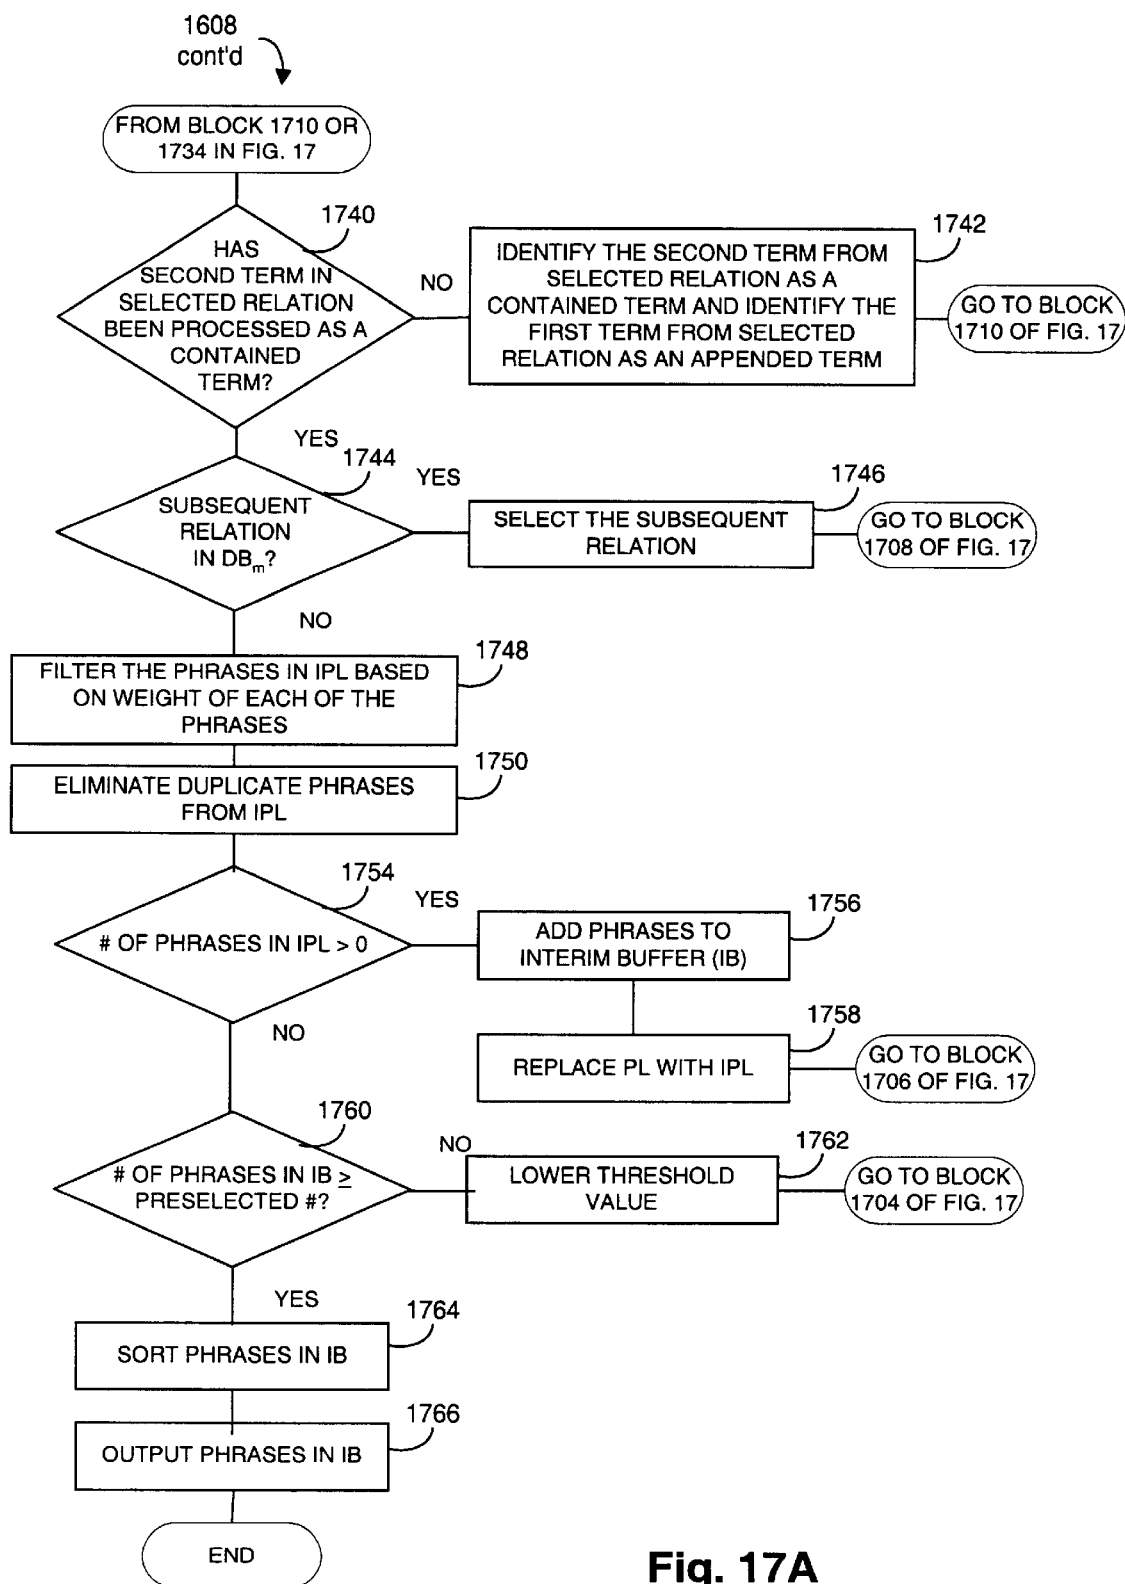 1608
cont'd
FROM BLOCK 1710 OR
1734 IN FIG. 17
1740
HAS
SECOND TERM IN
SELECTED RELATION
BEEN PROCESSED AS A
CONTAINED
TERM?
NO
1742
IDENTIFY THE SECOND TERM FROM
SELECTED RELATION AS A
CONTAINED TERM AND IDENTIFY THE
FIRST TERM FROM SELECTED
RELATION AS AN APPENDED TERM
GO TO BLOCK
1710 OF FIG. 17
YES
1744
SUBSEQUENT
RELATION
IN DBm?
YES
1746
SELECT THE SUBSEQUENT
RELATION
GO TO BLOCK
1708 OF FIG. 17
NO
1748
FILTER THE PHRASES IN IPL BASED
ON WEIGHT OF EACH OF THE
PHRASES
1750
ELIMINATE DUPLICATE PHRASES
FROM IPL
1754
# OF PHRASES IN IPL > 0
YES
1756
ADD PHRASES TO
INTERIM BUFFER (IB)
NO
1758
REPLACE PL WITH IPL
GO TO BLOCK
1706 OF FIG. 17
1760
# OF PHRASES IN IB ≥
PRESELECTED #?
NO
1762
LOWER THRESHOLD
VALUE
GO TO BLOCK
1704 OF FIG. 17
YES
1764
SORT PHRASES IN IB
1766
OUTPUT PHRASES IN IB
END
Fig. 17A